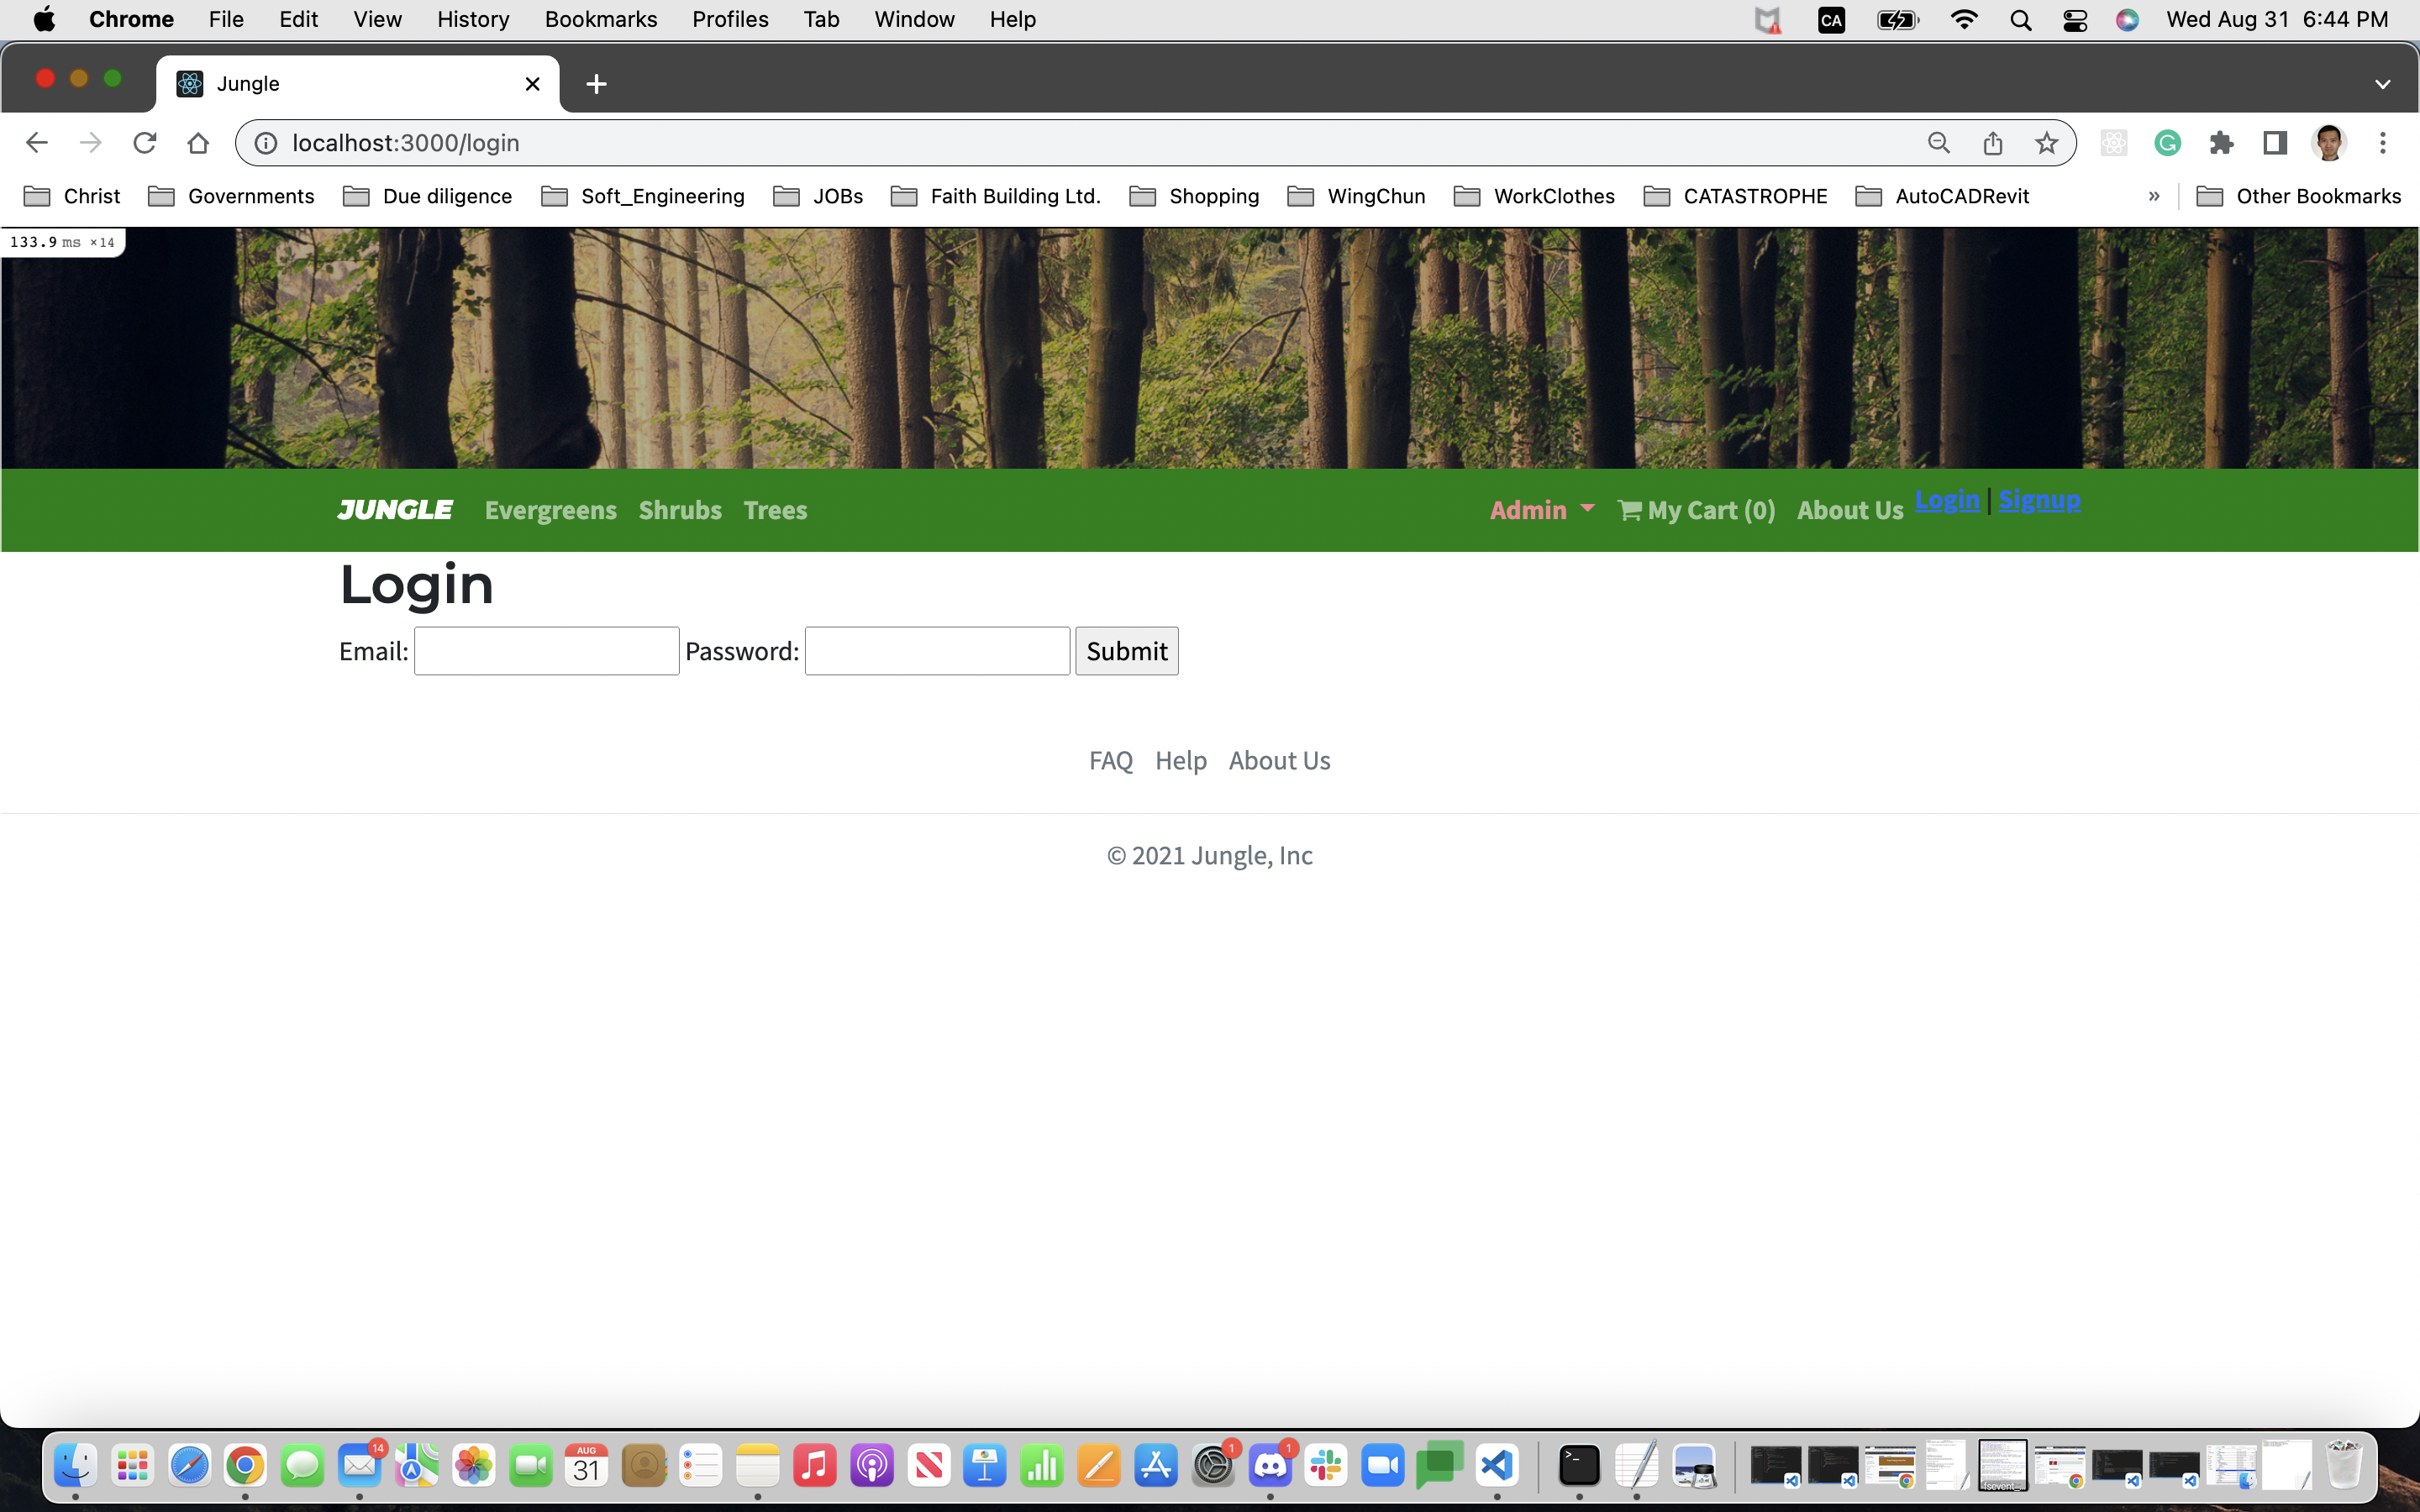 Chrome File Edit View History Bookmarks Profiles Tab Window Help CA Wed Aug 31 6:44 PM
Jungle
localhost:3000/login
Christ Governments Due diligence Soft_Engineering JOBs Faith Building Ltd. Shopping WingChun WorkClothes CATASTROPHE AutoCADRevit » Other Bookmarks
133.9 ms ×14
JUNGLE Evergreens Shrubs Trees Admin My Cart (0) About Us Login | Signup
Login
Email: Password: Submit
FAQ Help About Us
© 2021 Jungle, Inc
14 AUG 31 1 1